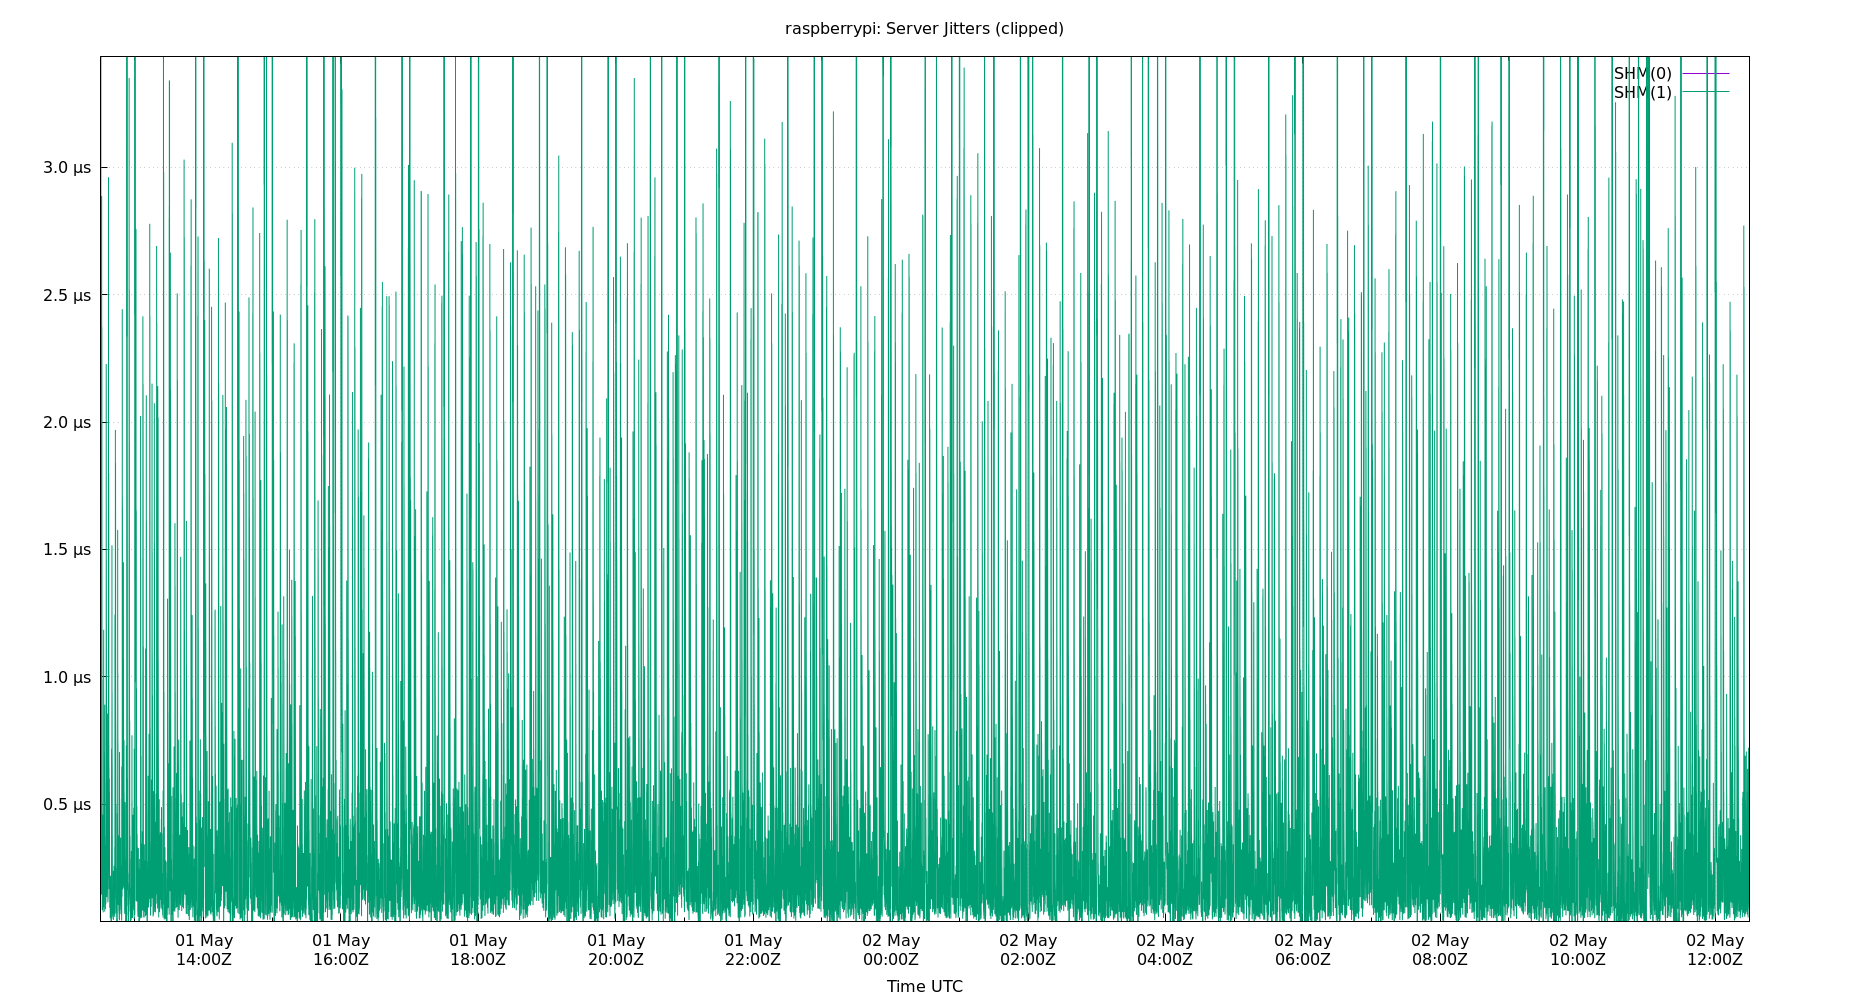 raspberrypi: Server Jitters (clipped)
SHM(0)
SHM(1)
3.0 µs
2.5 µs
2.0 µs
1.5 µs
1.0 µs
0.5 µs
01 May 01 May 01 May 01 May 01 May 02 May 02 May 02 May 02 May 02 May 02 May 02 May
14:00Z 16:00Z 18:00Z 20:00Z 22:00Z 00:00Z 02:00Z 04:00Z 06:00Z 08:00Z 10:00Z 12:00Z
Time UTC